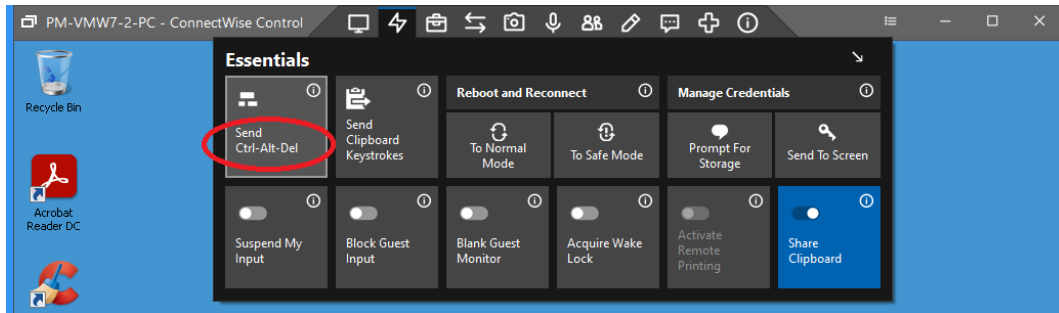 PM-VMW7-2-PC - ConnectWise Control
Recycle Bin
Acrobat
Reader DC
Essentials
Send
Ctrl-Alt-Del
Send
Clipboard
Keystrokes
Reboot and Reconnect
To Normal
Mode
To Safe Mode
Manage Credentials
Prompt For
Storage
Send To Screen
Suspend My
Input
Block Guest
Input
Blank Guest
Monitor
Acquire Wake
Lock
Activate
Remote
Printing
Share
Clipboard